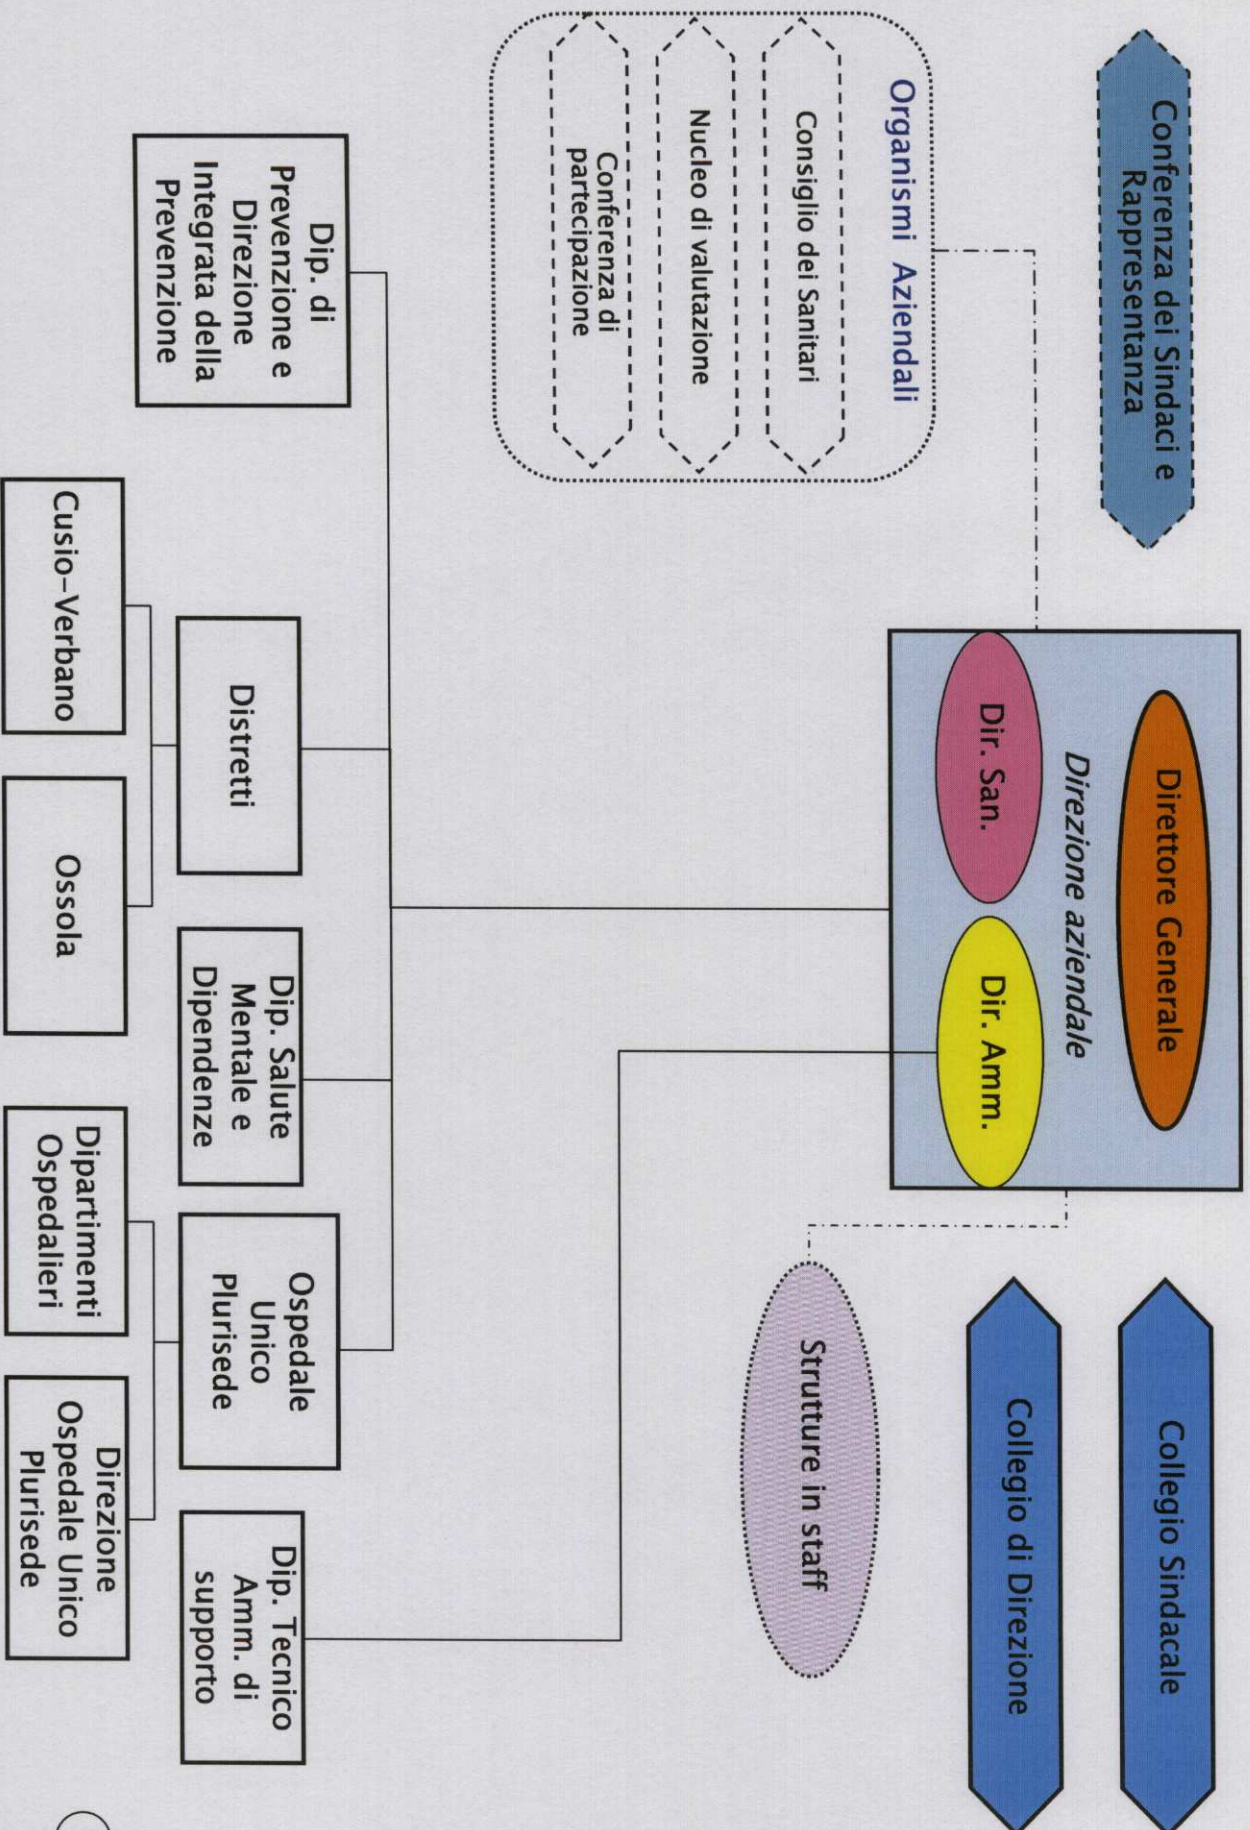 Conferenza dei Sindaci e
Rappresentanza
Direttore Generale
Direzione aziendale
Dir. San.
Dir. Amm.
Collegio Sindacale
Collegio di Direzione
Organismi Aziendali
Consiglio dei Sanitari
Nucleo di valutazione
Conferenza di
partecipazione
Strutture in staff
Dip. di
Prevenzione e
Direzione
Integrata della
Prevenzione
Distretti
Dip. Salute
Mentale e
Dipendenze
Ospedale
Unico
Plurisede
Dip. Tecnico
Amm. di
supporto
Cusio-Verbano
Ossola
Dipartimenti
Ospedalieri
Direzione
Ospedale Unico
Plurisede